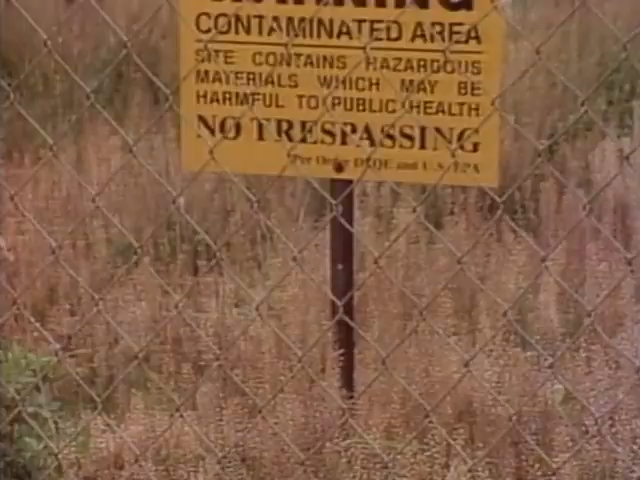 WARNING
CONTAMINATED AREA
SITE CONTAINS HAZARDOUS
MATERIALS WHICH MAY BE
HARMFUL TO PUBLIC HEALTH
NO TRESPASSING
Per Order and U.S. EPA